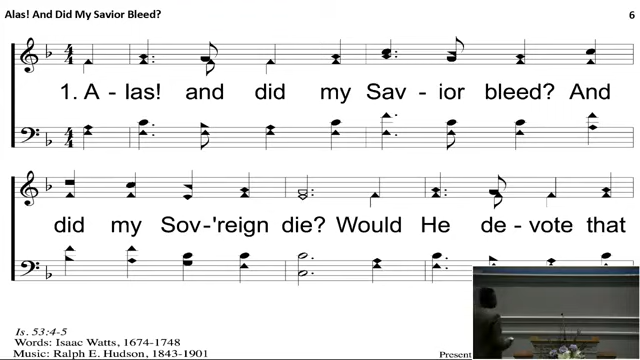 Alas! And Did My Savior Bleed? 6
1. A - las! and did my Sav - ior bleed? And
did my Sov-'reign die? Would He de - vote that
Is. 53:4-5
Words: Isaac Watts, 1674-1748
Music: Ralph E. Hudson, 1843-1901 Present